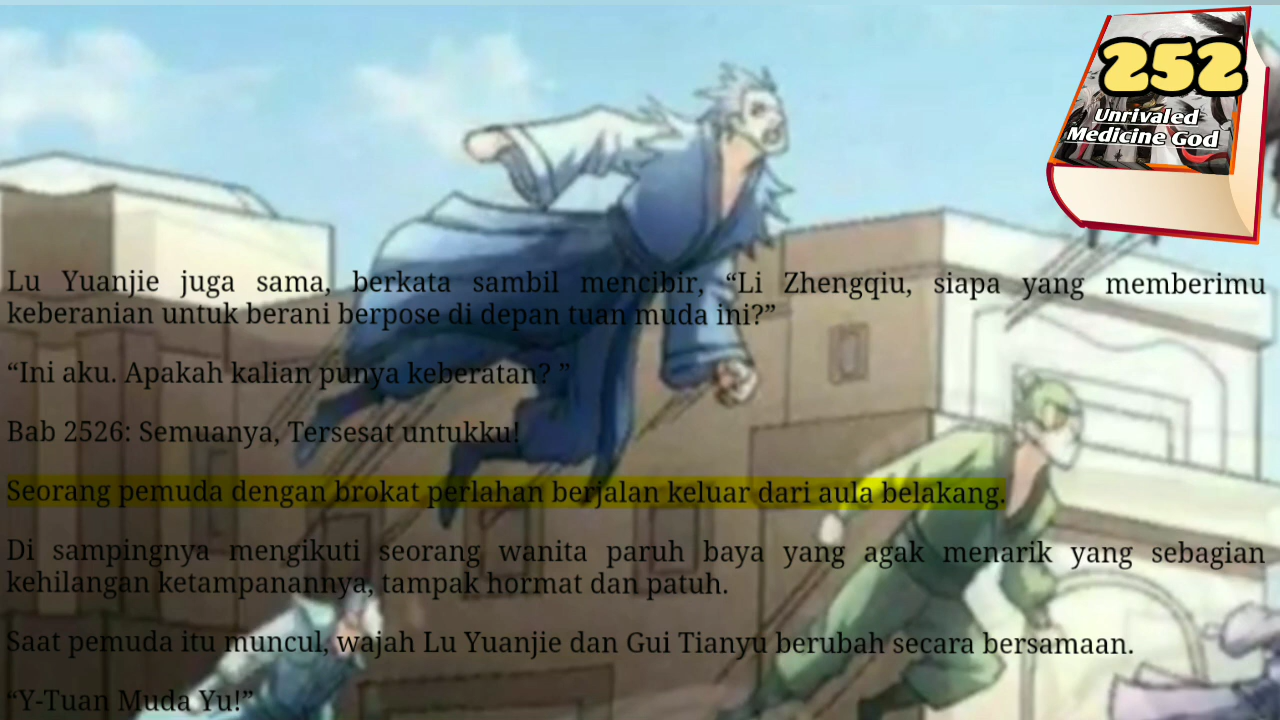 252
Unrivaled
Medicine God
Lu Yuanjie juga sama, berkata sambil mencibir, “Li Zhengqiu, siapa yang memberimu
keberanian untuk berani berpose di depan tuan muda ini?”
“Ini aku. Apakah kalian punya keberatan? ”
Bab 2526: Semuanya, Tersesat untukku!
Seorang pemuda dengan brokat perlahan berjalan keluar dari aula belakang.
Di sampingnya mengikuti seorang wanita paruh baya yang agak menarik yang sebagian
kehilangan ketampanannya, tampak hormat dan patuh.
Saat pemuda itu muncul, wajah Lu Yuanjie dan Gui Tianyu berubah secara bersamaan.
“Y-Tuan Muda Yu!”